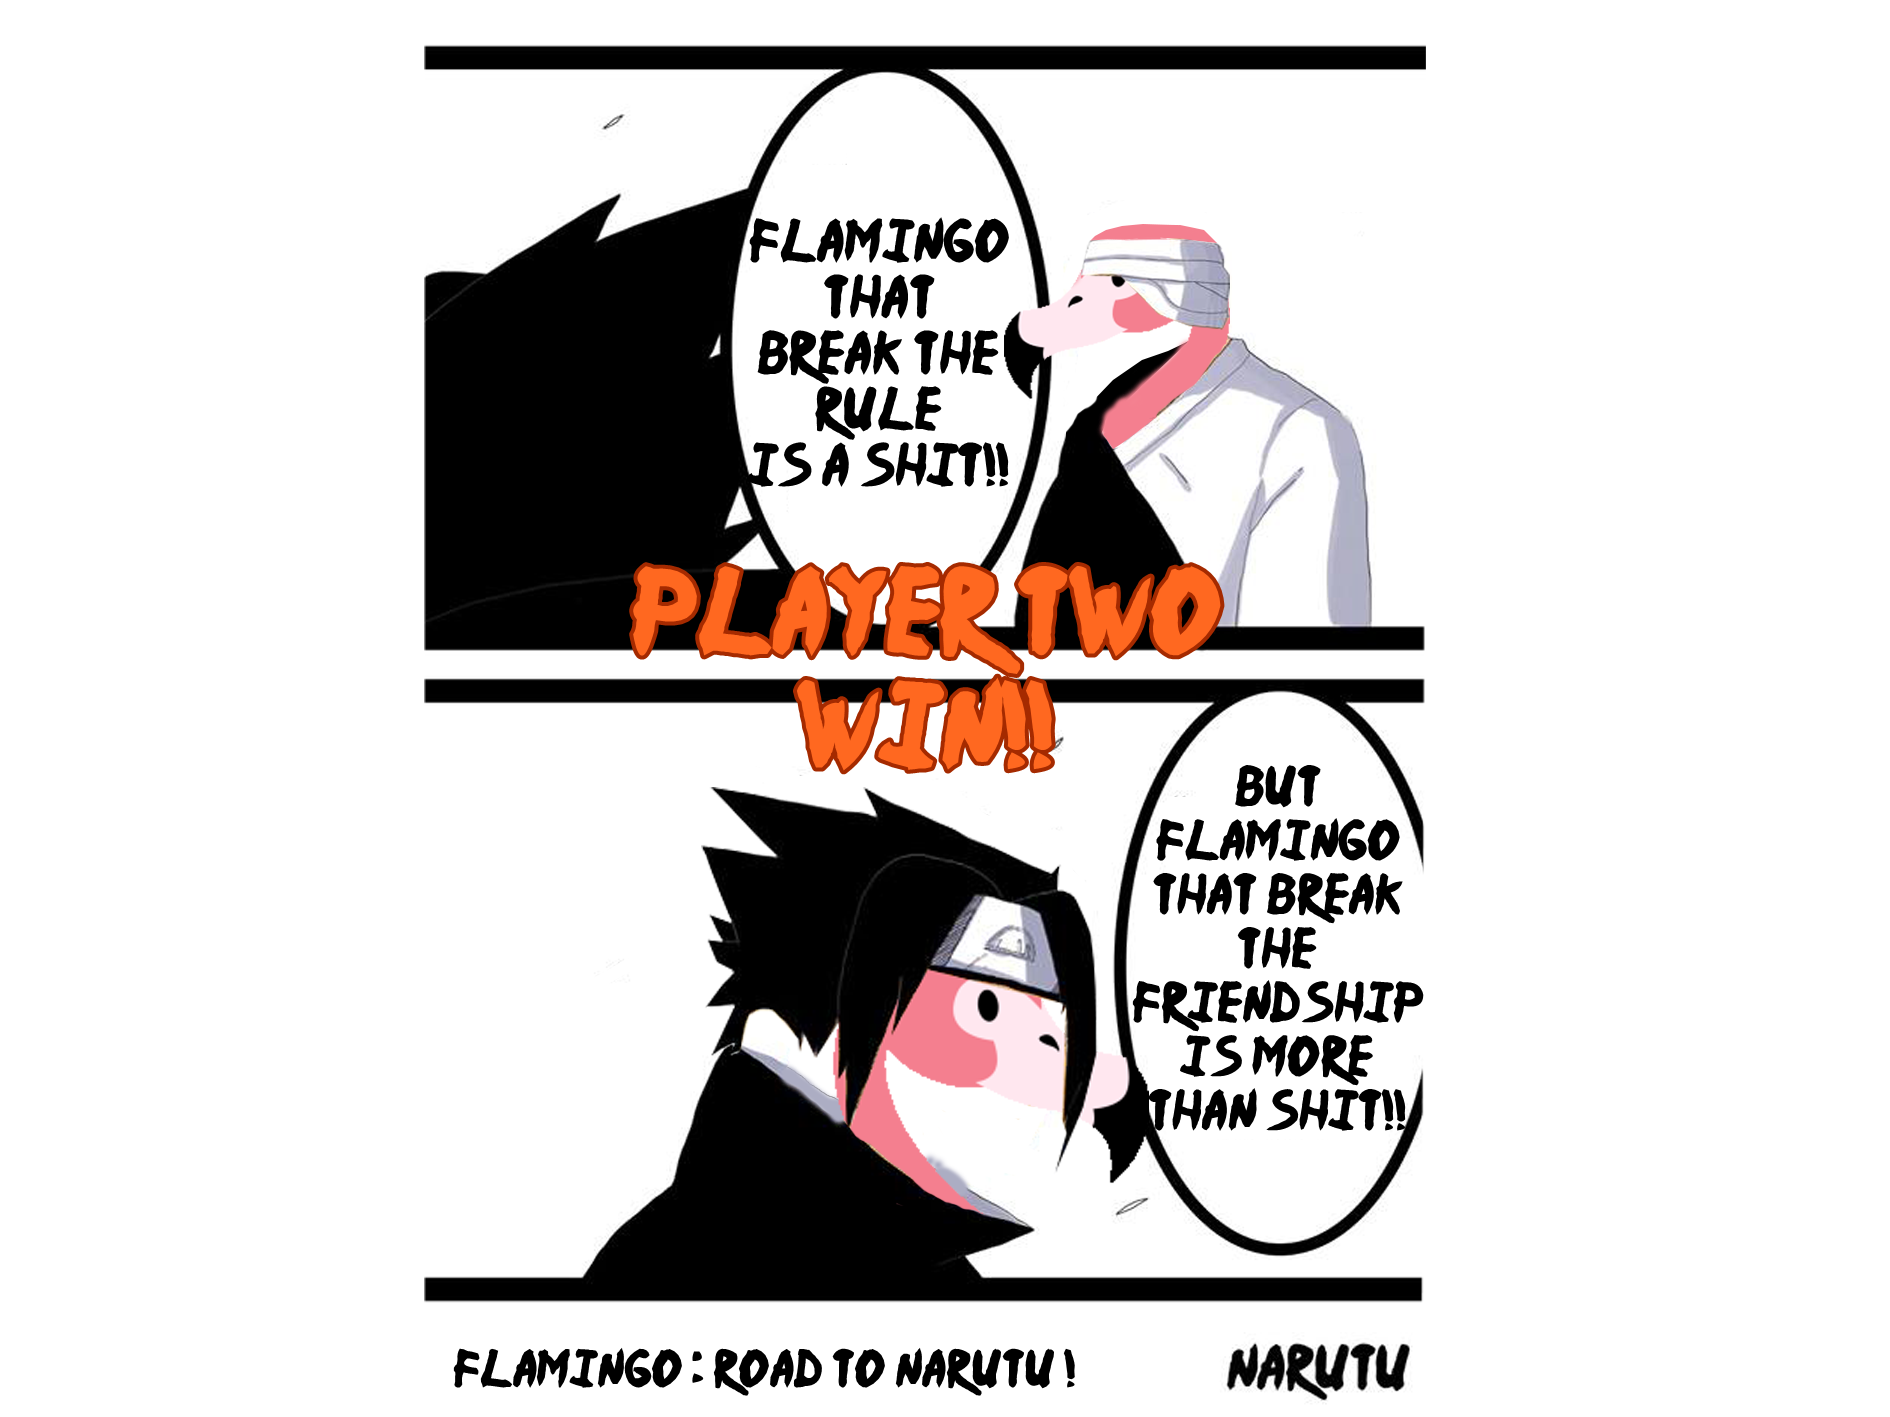 FLAMINGO
THAT
BREAK THE
RULE
IS A SHIT!!
PLAYER TWO
WIN!!
BUT
FLAMINGO
THAT BREAK
THE
FRIENDSHIP
IS MORE
THAN SHIT!!
FLAMINGO : ROAD TO NARUTU !
NARUTU